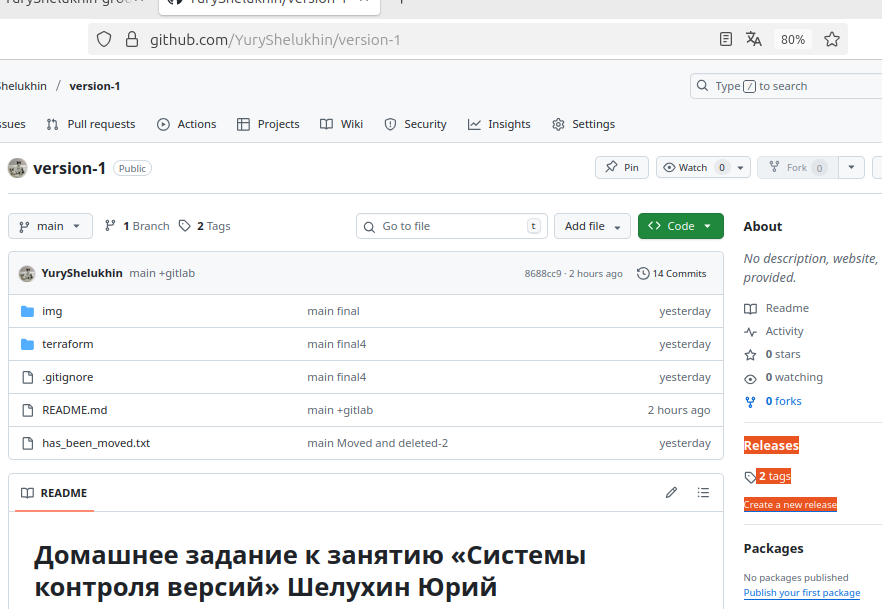 YuryShelukhin/version-1
github.com/YuryShelukhin/version-1
80%
Shelukhin / version-1
Type / to search
ssues Pull requests Actions Projects Wiki Security Insights Settings
version-1 Public
Pin Watch 0 Fork 0
main 1 Branch 2 Tags
Go to file t Add file Code
YuryShelukhin main +gitlab 8688cc9 · 2 hours ago 14 Commits
img main final yesterday
terraform main final4 yesterday
.gitignore main final4 yesterday
README.md main +gitlab 2 hours ago
has_been_moved.txt main Moved and deleted-2 yesterday
README
Домашнее задание к занятию «Системы
контроля версий» Шелухин Юрий
About
No description, website,
provided.
Readme
Activity
0 stars
0 watching
0 forks
Releases
2 tags
Create a new release
Packages
No packages published
Publish your first package